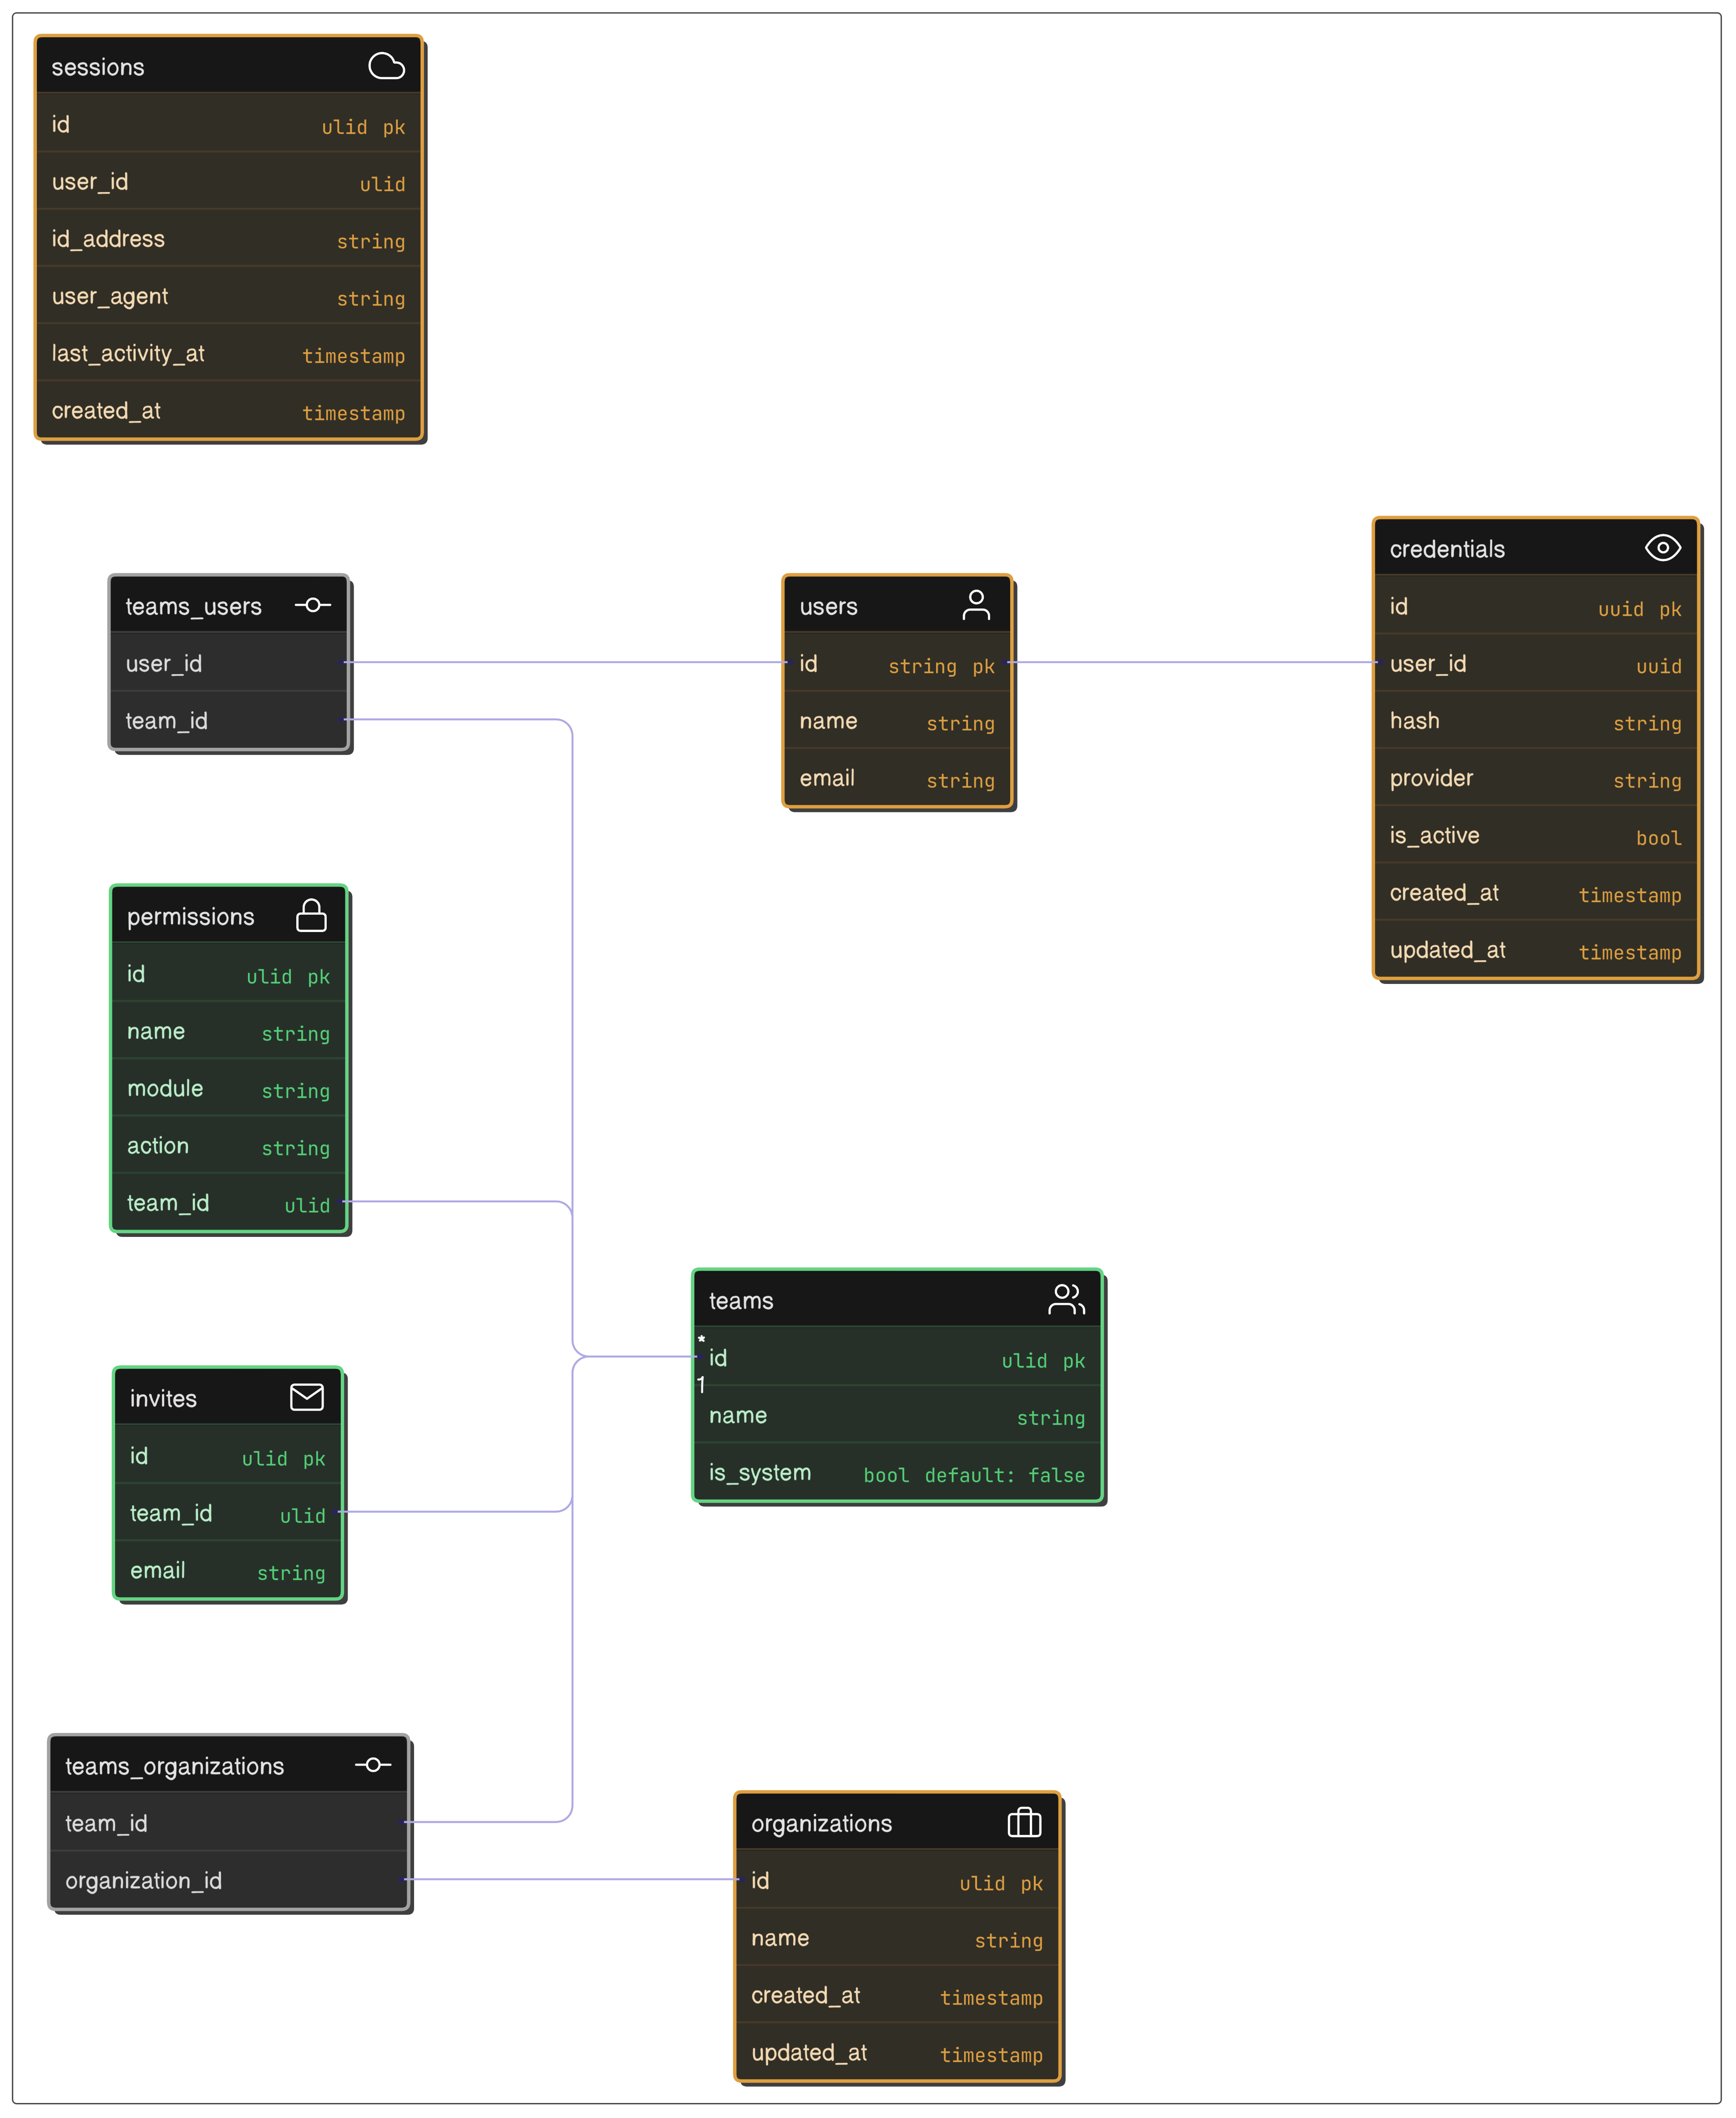 sessions
id ulid pk
user_id ulid
id_address string
user_agent string
last_activity_at timestamp
created_at timestamp
teams_users
user_id
team_id
users
id string pk
name string
email string
credentials
id uuid pk
user_id uuid
hash string
provider string
is_active bool
created_at timestamp
updated_at timestamp
permissions
id ulid pk
name string
module string
action string
team_id ulid
teams
*
id ulid pk
1
name string
is_system bool default: false
invites
id ulid pk
team_id ulid
email string
teams_organizations
team_id
organization_id
organizations
id ulid pk
name string
created_at timestamp
updated_at timestamp